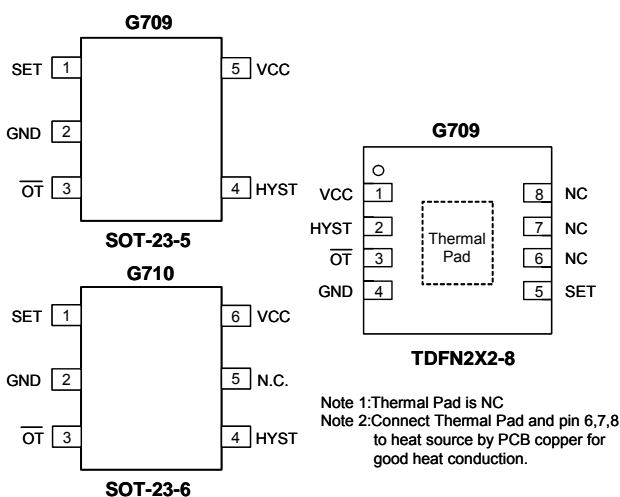 G709
SET 1 5 VCC
GND 2
OT 3 4 HYST
SOT-23-5
G710
SET 1 6 VCC
GND 2 5 N.C.
OT 3 4 HYST
SOT-23-6
G709
VCC 1 8 NC
HYST 2 7 NC
Thermal
Pad
OT 3 6 NC
GND 4 5 SET
TDFN2X2-8
Note 1:Thermal Pad is NC
Note 2:Connect Thermal Pad and pin 6,7,8
to heat source by PCB copper for
good heat conduction.